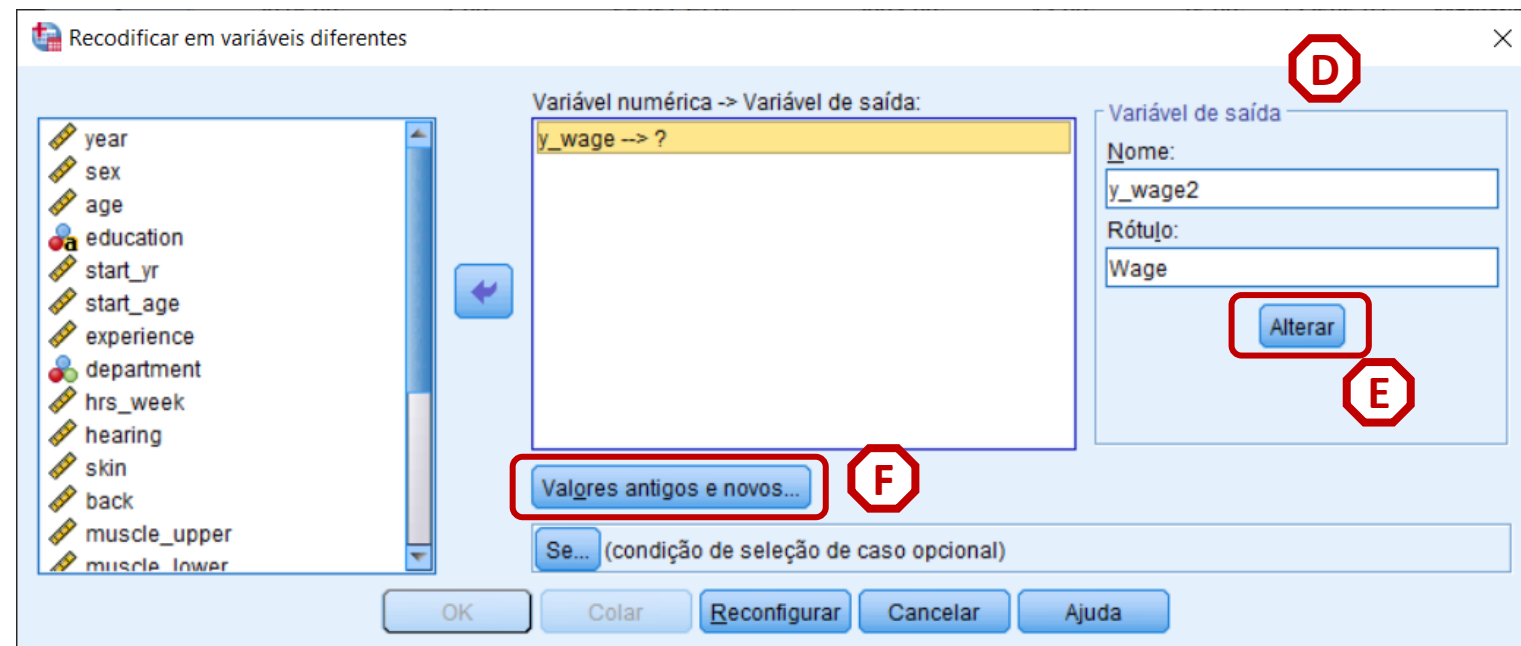 Recodificar em variáveis diferentes
D
year
sex
age
education
start_yr
start_age
experience
department
hrs_week
hearing
skin
back
muscle_upper
muscle_lower
Variável numérica -> Variável de saída:
y_wage --> ?
Variável de saída
Nome:
y_wage2
Rótulo:
Wage
Alterar
E
Valores antigos e novos...
F
Se... (condição de seleção de caso opcional)
OK Colar Reconfigurar Cancelar Ajuda